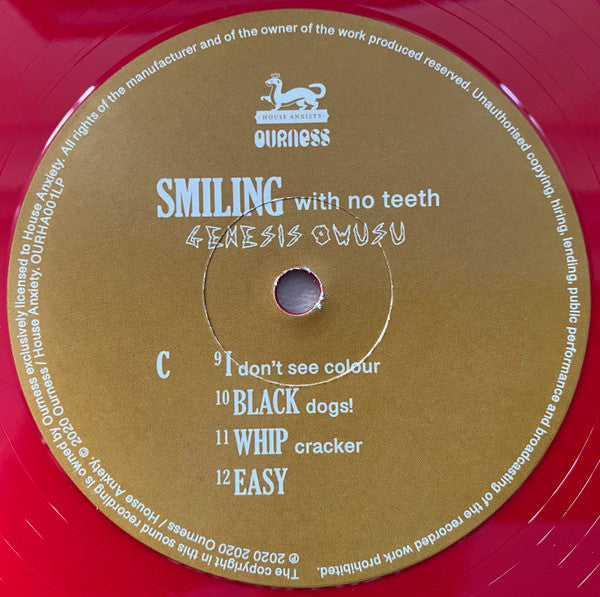 The copyright in this sound recording is owned by Ourness exclusively licensed to House Anxiety. All rights of the manufacturer and of the owner of the work produced reserved. Unauthorised copying, hiring, lending, public performance and broadcasting of the recorded work prohibited.
℗ 2020 2020 Ourness / House Anxiety © 2020 Ourness / House Anxiety. OURHA001LP
HOUSE ANXIETY
OURNESS
SMILING with no teeth
GENESIS OWUSU
C
9 I don't see colour
10 BLACK dogs!
11 WHIP cracker
12 EASY